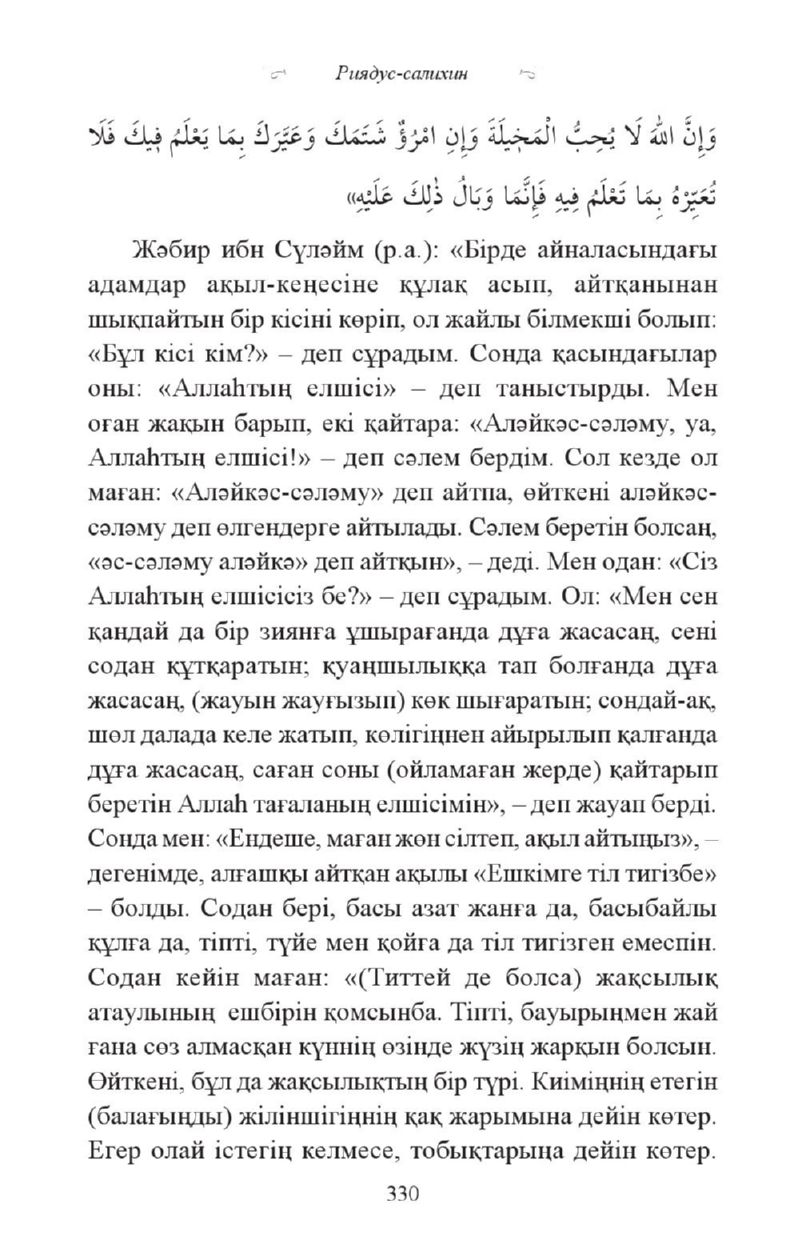 Риядус-салихин
وَإِنَّ اللهَ لَا يُحِبُّ الْمَخِيلَةَ وَإِنِ امْرُؤٌ شَتَمَكَ وَعَيَّرَكَ بِمَا يَعْلَمُ فِيكَ فَلَا
تُعَيِّرْهُ بِمَا تَعْلَمُ فِيهِ فَإِنَّمَا وَبَالُ ذٰلِكَ عَلَيْهِ»
Жәбир ибн Сүләйм (р.а.): «Бірде айналасындағы
адамдар ақыл-кеңесіне құлақ асып, айтқанынан
шықпайтын бір кісіні көріп, ол жайлы білмекші болып:
«Бұл кісі кім?» – деп сұрадым. Сонда қасындағылар
оны: «Аллаһтың елшісі» – деп таныстырды. Мен
оған жақын барып, екі қайтара: «Аләйкәс-сәләму, уа,
Аллаһтың елшісі!» – деп сәлем бердім. Сол кезде ол
маған: «Аләйкәс-сәләму» деп айтпа, өйткені аләйкәс-
сәләму деп өлгендерге айтылады. Сәлем беретін болсаң,
«әс-сәләму аләйкә» деп айтқын», – деді. Мен одан: «Сіз
Аллаһтың елшісісіз бе?» – деп сұрадым. Ол: «Мен сен
қандай да бір зиянға ұшырағанда дұға жасасаң, сені
содан құтқаратын; қуаңшылыққа тап болғанда дұға
жасасаң, (жауын жауғызып) көк шығаратын; сондай-ақ,
шөл далада келе жатып, көлігіңнен айырылып қалғанда
дұға жасасаң, саған соны (ойламаған жерде) қайтарып
беретін Аллаһ тағаланың елшісімін», – деп жауап берді.
Сонда мен: «Ендеше, маған жөн сілтеп, ақыл айтыңыз», –
дегенімде, алғашқы айтқан ақылы «Ешкімге тіл тигізбе»
– болды. Содан бері, басы азат жанға да, басыбайлы
құлға да, тіпті, түйе мен қойға да тіл тигізген емеспін.
Содан кейін маған: «(Титтей де болса) жақсылық
атаулының ешбірін қомсынба. Тіпті, бауырыңмен жай
ғана сөз алмасқан күннің өзінде жүзің жарқын болсын.
Өйткені, бұл да жақсылықтың бір түрі. Киіміңнің етегін
(балағыңды) жіліншігіңнің қақ жарымына дейін көтер.
Егер олай істегің келмесе, тобықтарыңа дейін көтер.
330